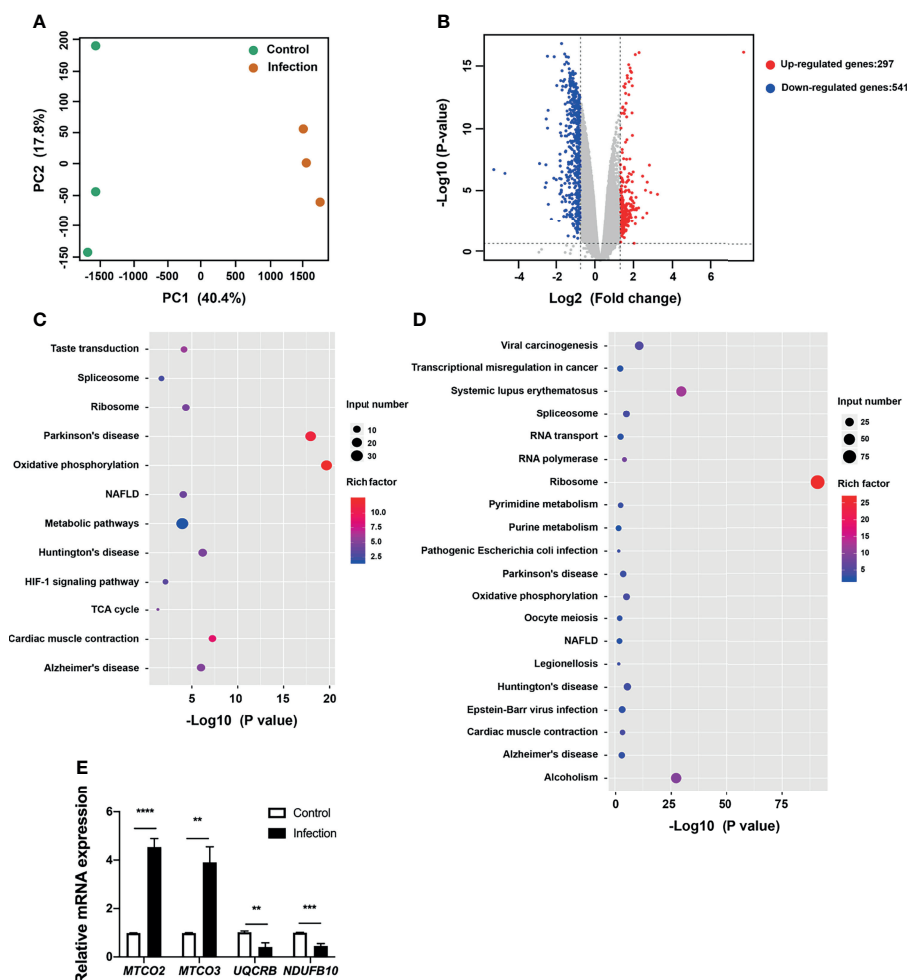 A
Control
Infection
PC2 (17.8%)
200
150
100
50
0
-50
-100
-150
-1500 -1000 -500 0 500 1000 1500
PC1 (40.4%)
B
Up-regulated genes:297
Down-regulated genes:541
-Log10 (P-value)
15
10
5
0
-4 -2 0 2 4 6
Log2 (Fold change)
C
Taste transduction
Spliceosome
Ribosome
Parkinson's disease
Oxidative phosphorylation
NAFLD
Metabolic pathways
Huntington's disease
HIF-1 signaling pathway
TCA cycle
Cardiac muscle contraction
Alzheimer's disease
5 10 15 20
-Log10 (P value)
Input number
10
20
30
Rich factor
10.0
7.5
5.0
2.5
D
Viral carcinogenesis
Transcriptional misregulation in cancer
Systemic lupus erythematosus
Spliceosome
RNA transport
RNA polymerase
Ribosome
Pyrimidine metabolism
Purine metabolism
Pathogenic Escherichia coli infection
Parkinson's disease
Oxidative phosphorylation
Oocyte meiosis
NAFLD
Legionellosis
Huntington's disease
Epstein-Barr virus infection
Cardiac muscle contraction
Alzheimer's disease
Alcoholism
0 25 50 75
-Log10 (P value)
Input number
25
50
75
Rich factor
25
20
15
10
5
E
Relative mRNA expression
6
4
2
0
Control
Infection
**** ** ** ***
MTCO2 MTCO3 UQCRB NDUFB10